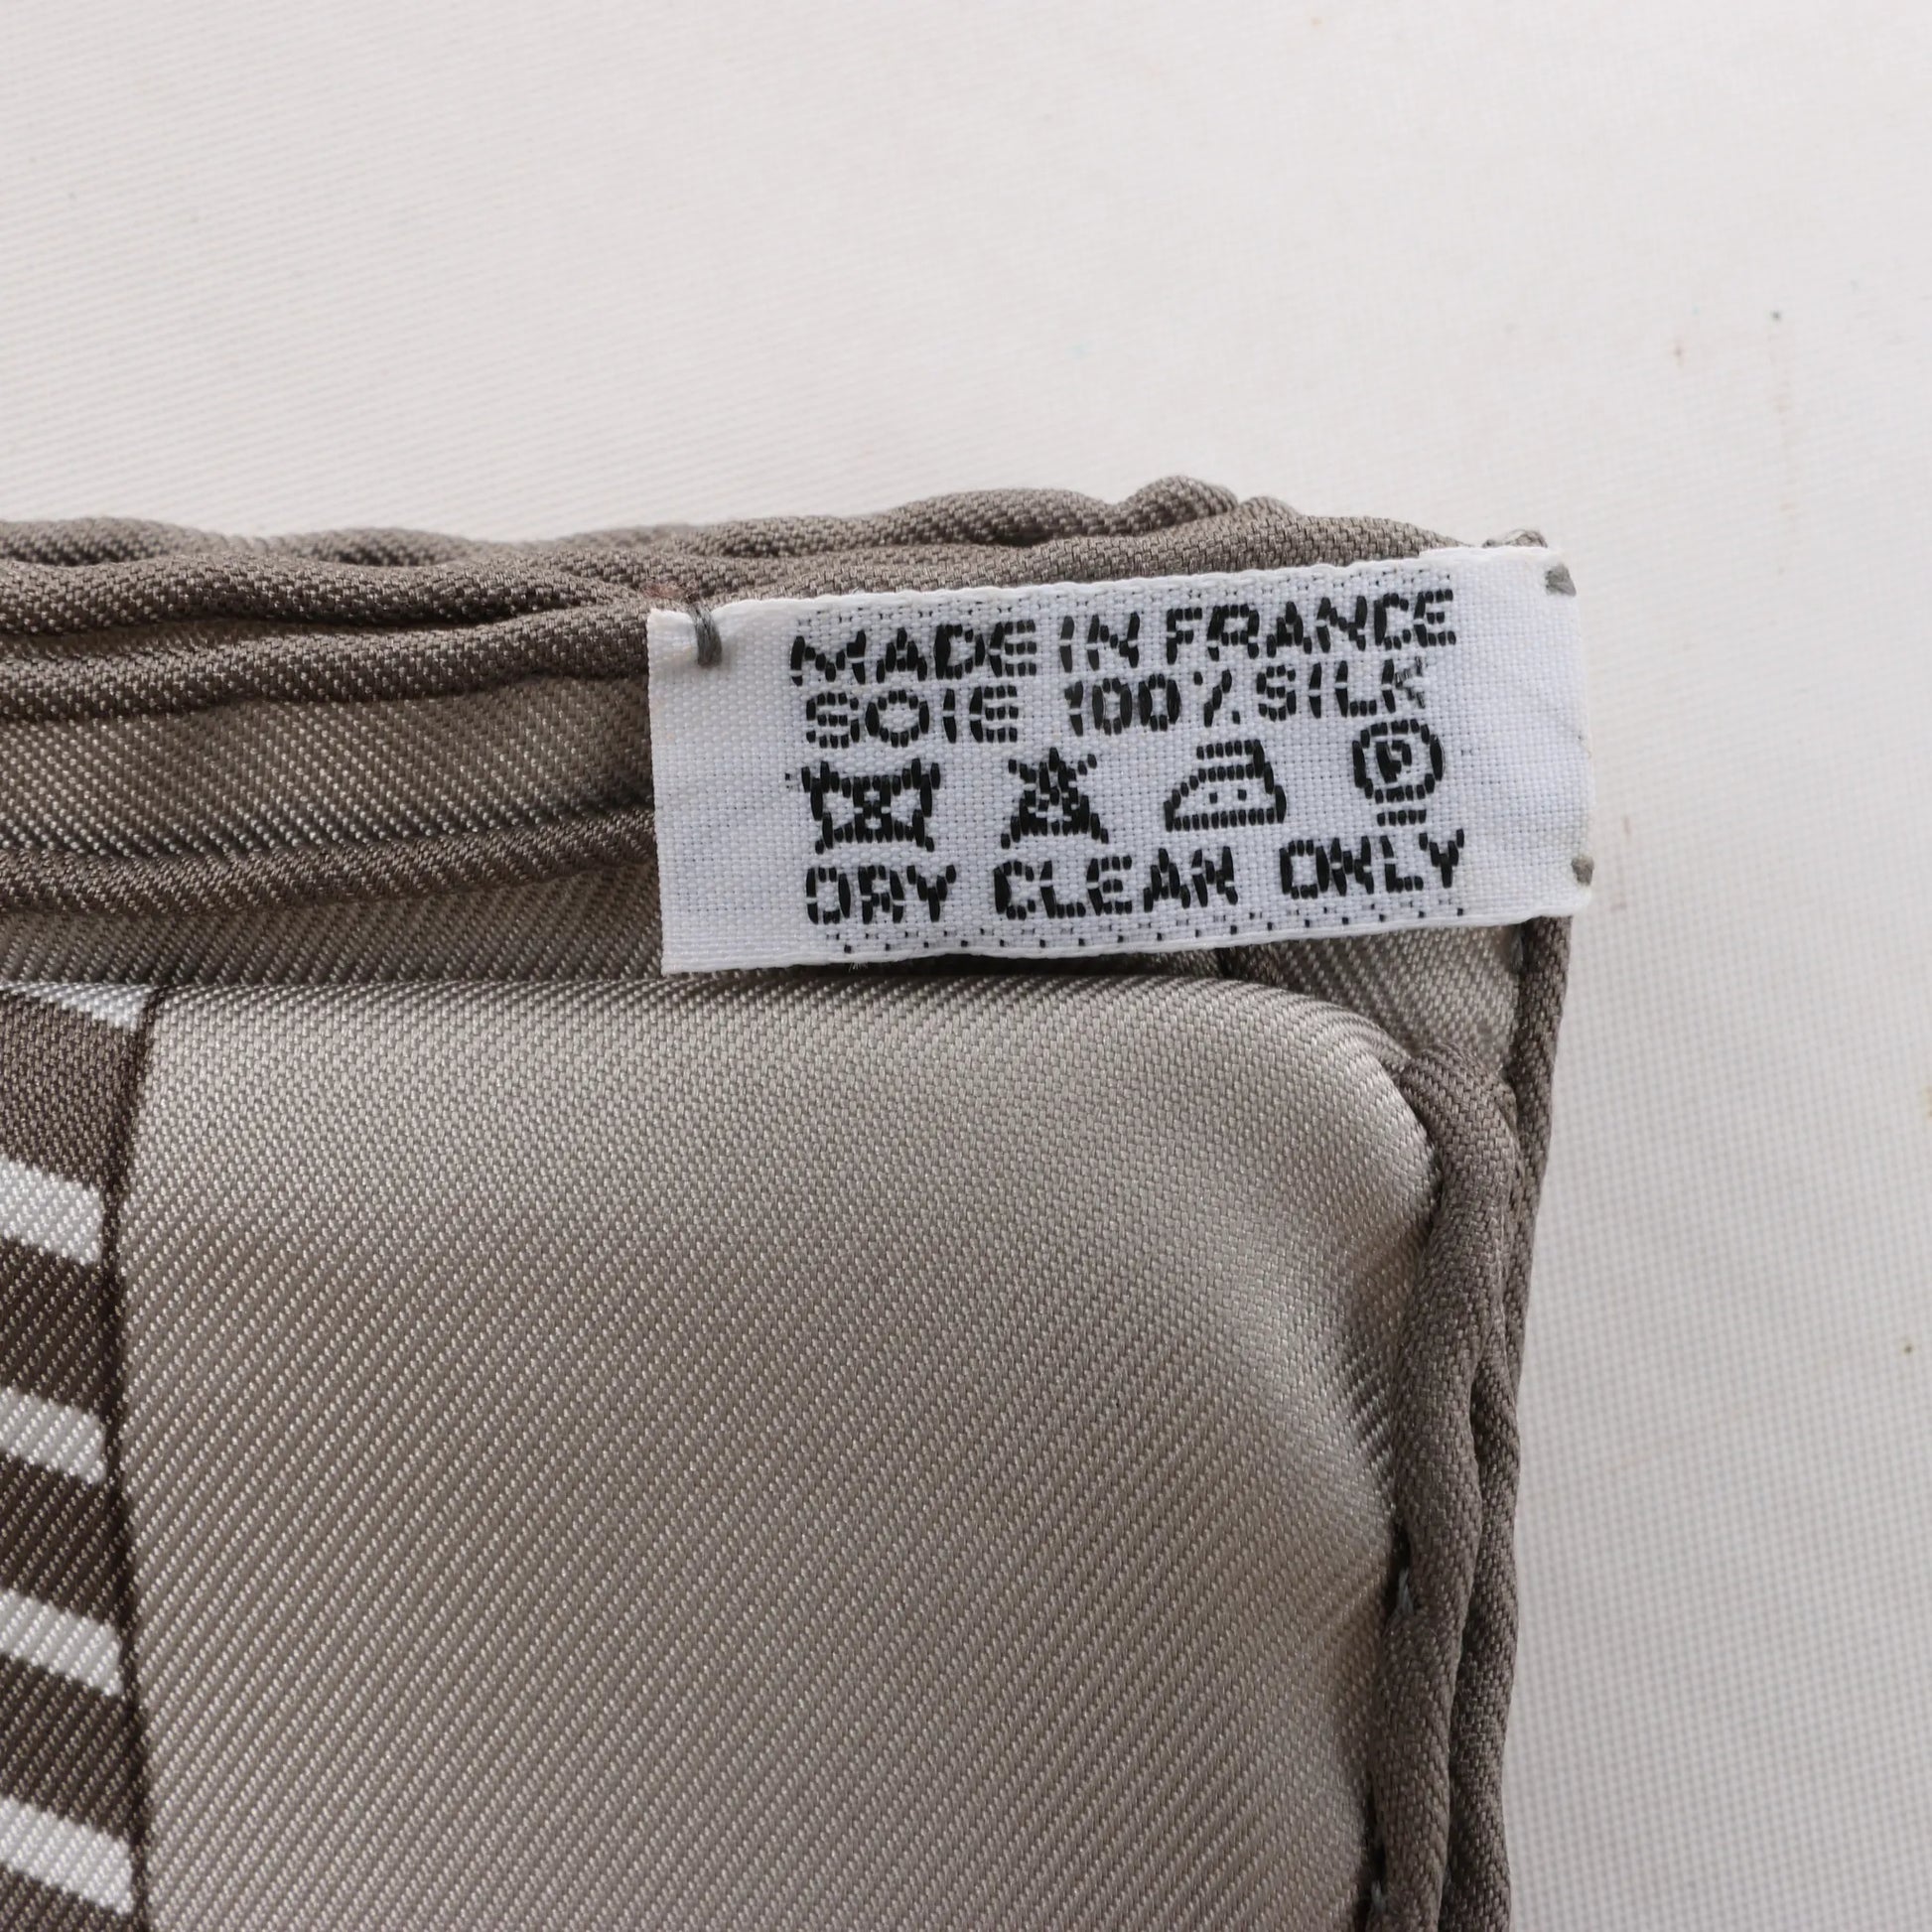 MADE IN FRANCE
SOIE 100% SILK
P
DRY CLEAN ONLY